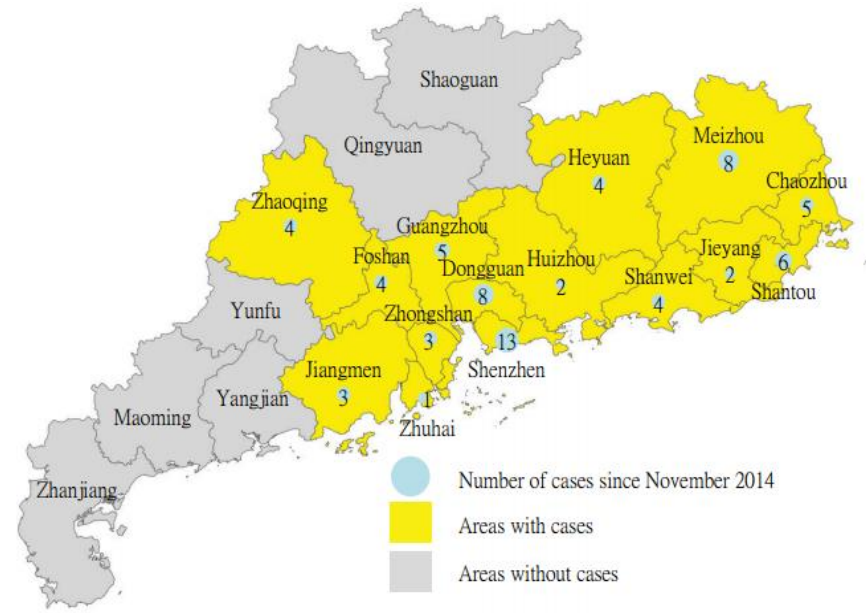 Shaoguan
Qingyuan
Meizhou
8
Heyuan
4
Chaozhou
5
Zhaoqing
4
Guangzhou
5
Foshan
4
Dongguan
8
Huizhou
2
Jieyang
2
6
Shantou
Shanwei
4
Yunfu
Zhongshan
3
13
Shenzhen
Jiangmen
3
1
Zhuhai
Yangjian
Maoming
Zhanjiang
Number of cases since November 2014
Areas with cases
Areas without cases